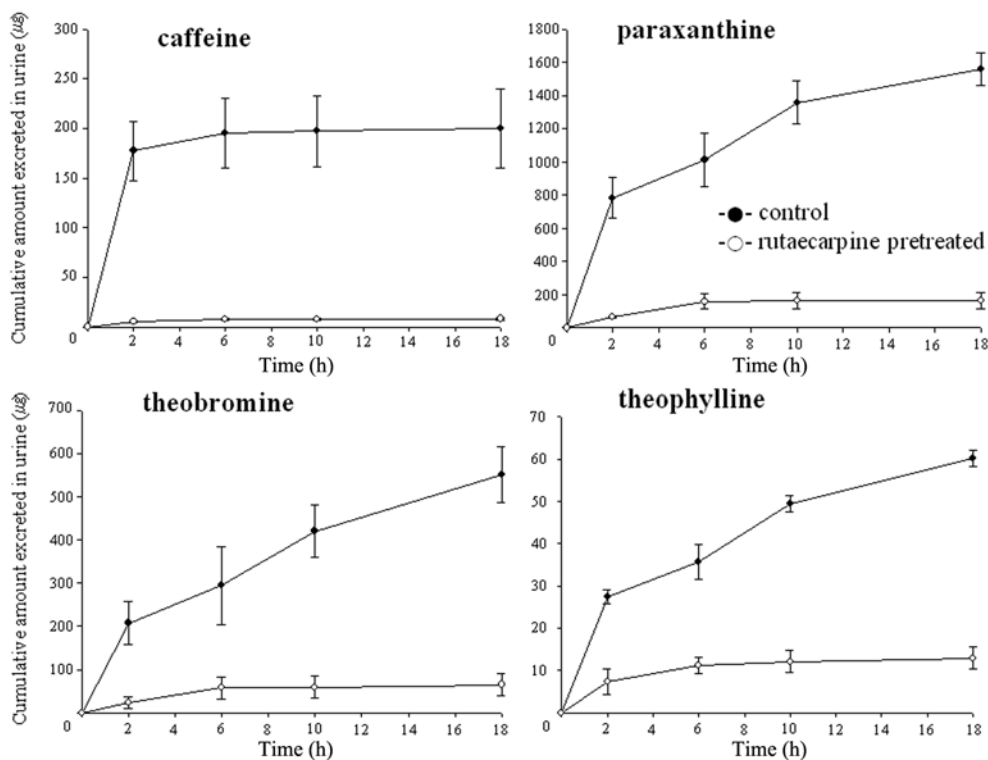 caffeine
Cumulative amount excreted in urine (μg)
300
250
200
150
100
50
0
2 4 6 8 10 12 14 16 18
Time (h)
paraxanthine
1800
1600
1400
1200
1000
800
600
400
200
0
control
rutaecarpine pretreated
2 4 6 8 10 12 14 16 18
Time (h)
theobromine
Cumulative amount excreted in urine (μg)
700
600
500
400
300
200
100
0
2 4 6 8 10 12 14 16 18
Time (h)
theophylline
70
60
50
40
30
20
10
0
2 4 6 8 10 12 14 16 18
Time (h)